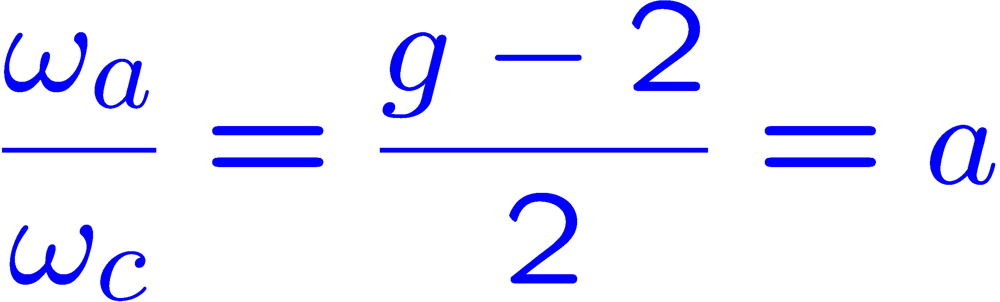 ω_a/ω_c = (g − 2)/2 = a